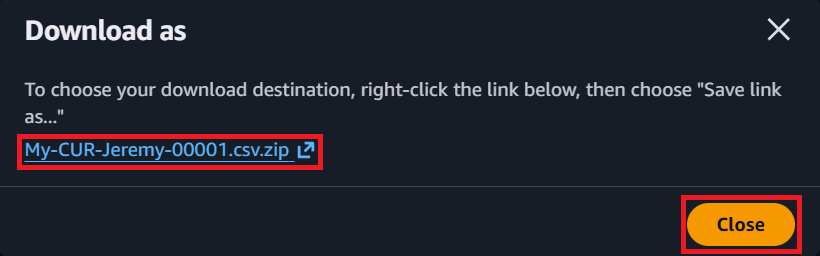 Download as
To choose your download destination, right-click the link below, then choose "Save link
as..."
My-CUR-Jeremy-00001.csv.zip
Close